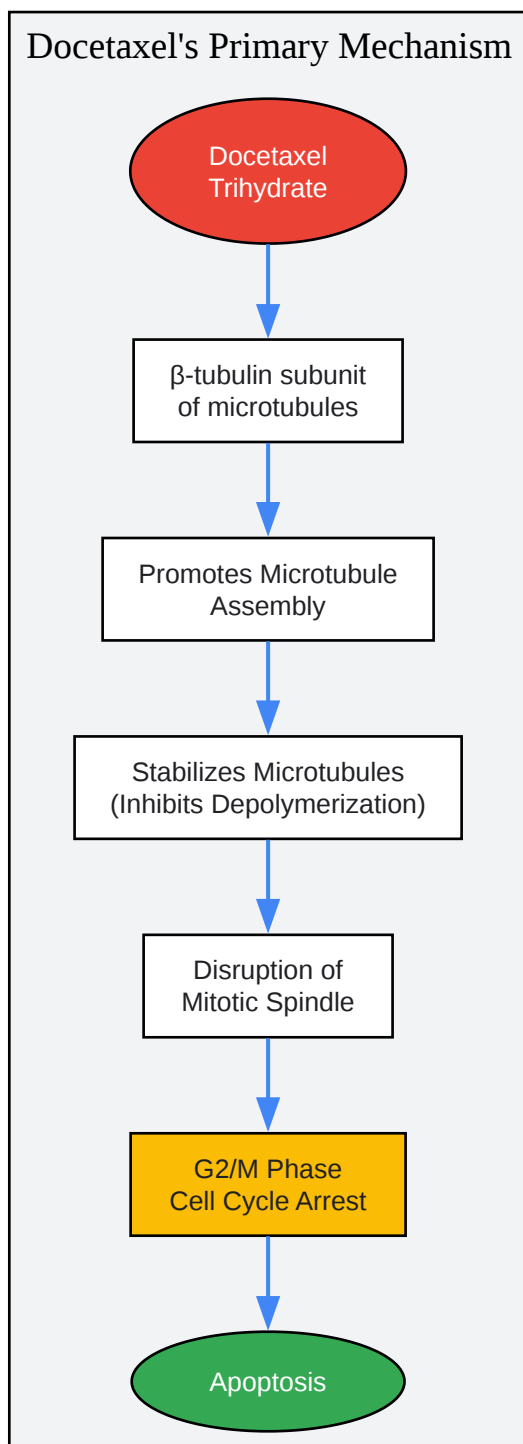 Docetaxel's Primary Mechanism
Docetaxel
Trihydrate
β-tubulin subunit
of microtubules
Promotes Microtubule
Assembly
Stabilizes Microtubules
(Inhibits Depolymerization)
Disruption of
Mitotic Spindle
G2/M Phase
Cell Cycle Arrest
Apoptosis